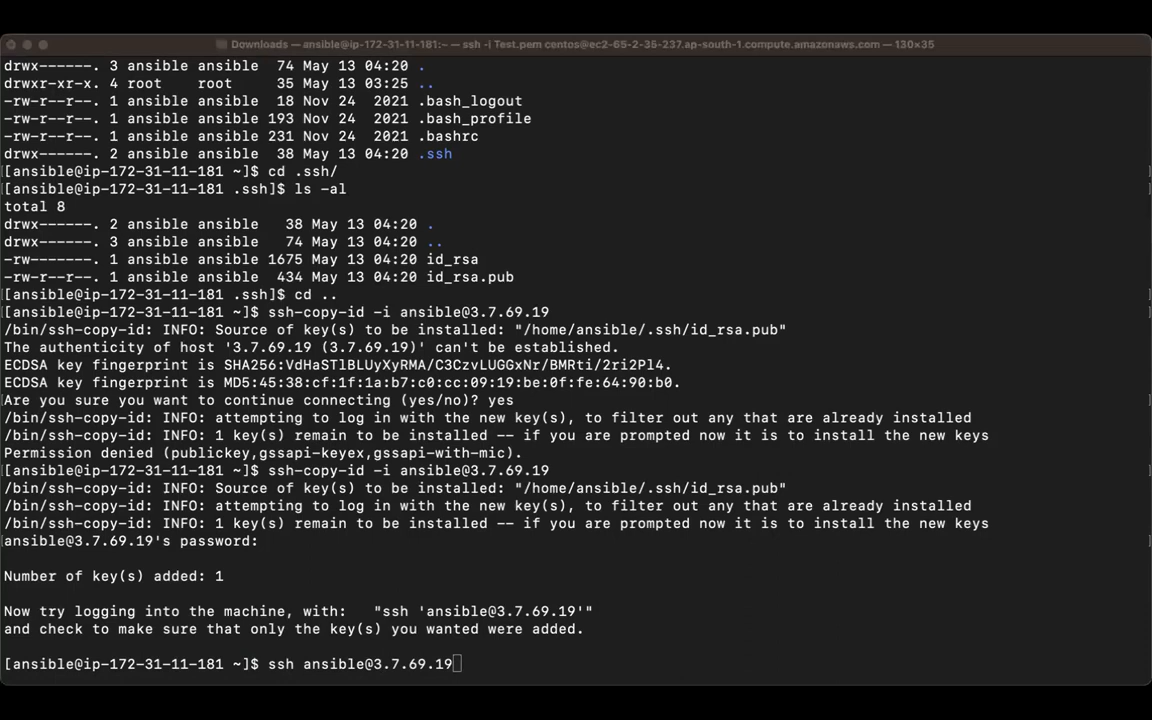 Downloads — ansible@ip-172-31-11-181:~ — ssh -i Test.pem centos@ec2-65-2-35-237.ap-south-1.compute.amazonaws.com — 130×35
drwx------. 3 ansible ansible  74 May 13 04:20 .
drwxr-xr-x. 4 root    root     35 May 13 03:25 ..
-rw-r--r--. 1 ansible ansible  18 Nov 24  2021 .bash_logout
-rw-r--r--. 1 ansible ansible 193 Nov 24  2021 .bash_profile
-rw-r--r--. 1 ansible ansible 231 Nov 24  2021 .bashrc
drwx------. 2 ansible ansible  38 May 13 04:20 .ssh
[ansible@ip-172-31-11-181 ~]$ cd .ssh/
[ansible@ip-172-31-11-181 .ssh]$ ls -al
total 8
drwx------. 2 ansible ansible   38 May 13 04:20 .
drwx------. 3 ansible ansible   74 May 13 04:20 ..
-rw-------. 1 ansible ansible 1675 May 13 04:20 id_rsa
-rw-r--r--. 1 ansible ansible  434 May 13 04:20 id_rsa.pub
[ansible@ip-172-31-11-181 .ssh]$ cd ..
[ansible@ip-172-31-11-181 ~]$ ssh-copy-id -i ansible@3.7.69.19
/bin/ssh-copy-id: INFO: Source of key(s) to be installed: "/home/ansible/.ssh/id_rsa.pub"
The authenticity of host '3.7.69.19 (3.7.69.19)' can't be established.
ECDSA key fingerprint is SHA256:VdHaSTlBLUyXyRMA/C3CzvLUGGxNr/BMRti/2ri2Pl4.
ECDSA key fingerprint is MD5:45:38:cf:1f:1a:b7:c0:cc:09:19:be:0f:fe:64:90:b0.
Are you sure you want to continue connecting (yes/no)? yes
/bin/ssh-copy-id: INFO: attempting to log in with the new key(s), to filter out any that are already installed
/bin/ssh-copy-id: INFO: 1 key(s) remain to be installed -- if you are prompted now it is to install the new keys
Permission denied (publickey,gssapi-keyex,gssapi-with-mic).
[ansible@ip-172-31-11-181 ~]$ ssh-copy-id -i ansible@3.7.69.19
/bin/ssh-copy-id: INFO: Source of key(s) to be installed: "/home/ansible/.ssh/id_rsa.pub"
/bin/ssh-copy-id: INFO: attempting to log in with the new key(s), to filter out any that are already installed
/bin/ssh-copy-id: INFO: 1 key(s) remain to be installed -- if you are prompted now it is to install the new keys
ansible@3.7.69.19's password:
Number of key(s) added: 1
Now try logging into the machine, with:   "ssh 'ansible@3.7.69.19'"
and check to make sure that only the key(s) you wanted were added.
[ansible@ip-172-31-11-181 ~]$ ssh ansible@3.7.69.19